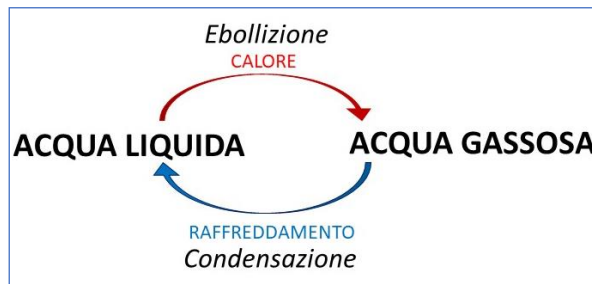 Ebollizione
CALORE
ACQUA LIQUIDA
ACQUA GASSOSA
RAFFREDDAMENTO
Condensazione